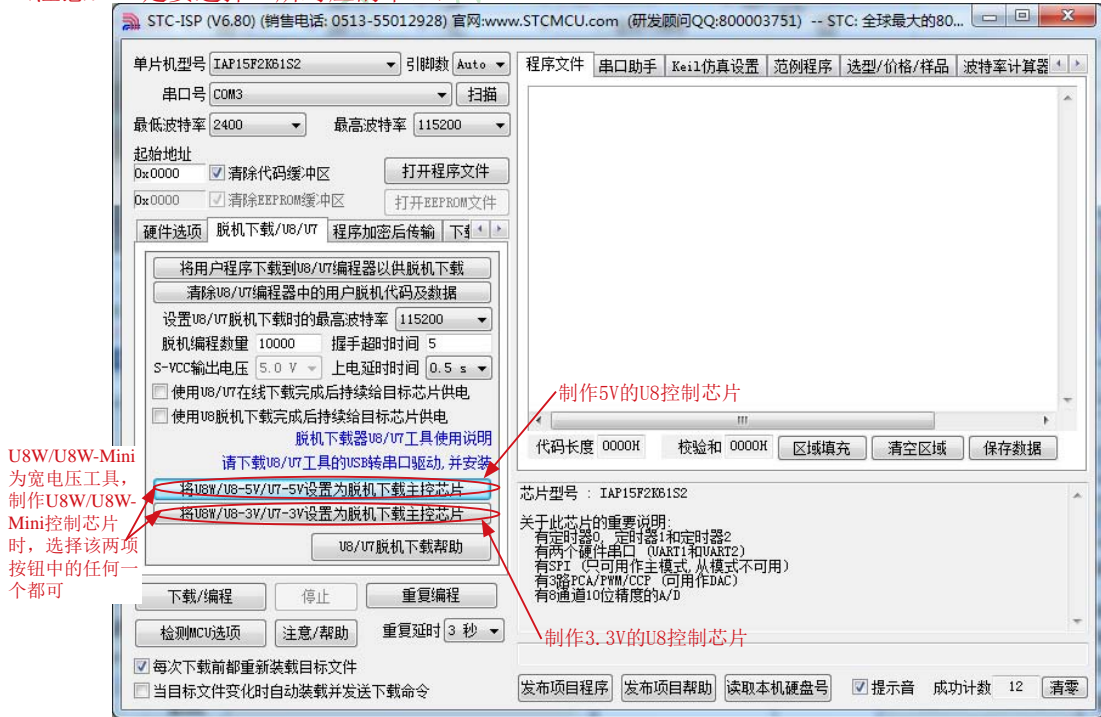 STC-ISP (V6.80) (销售电话: 0513-55012928) 官网:www.STCMCU.com (研发顾问QQ:800003751) -- STC: 全球最大的80...
单片机型号 IAP15F2K61S2 引脚数 Auto
串口号 COM3 扫描
最低波特率 2400 最高波特率 115200
起始地址
0x0000 清除代码缓冲区 打开程序文件
0x0000 清除EEPROM缓冲区 打开EEPROM文件
硬件选项 脱机下载/U8/U7 程序加密后传输
将用户程序下载到U8/U7编程器以供脱机下载
清除U8/U7编程器中的用户脱机代码及数据
设置U8/U7脱机下载时的最高波特率 115200
脱机编程数量 10000 握手超时时间 5
S-VCC输出电压 5.0 V 上电延时时间 0.5 s
使用U8/U7在线下载完成后持续给目标芯片供电
使用U8脱机下载完成后持续给目标芯片供电
脱机下载器U8/U7工具使用说明
请下载U8/U7工具的USB转串口驱动,并安装
将U8W/U8-5V/U7-5V设置为脱机下载主控芯片
将U8W/U8-3V/U7-3V设置为脱机下载主控芯片
U8/U7脱机下载帮助
下载/编程 停止 重复编程
检测MCU选项 注意/帮助 重复延时 3 秒
每次下载前都重新装载目标文件
当目标文件变化时自动装载并发送下载命令
U8W/U8W-Mini
为宽电压工具，
制作U8W/U8W-
Mini控制芯片
时，选择该两项
按钮中的任何一
个都可
程序文件 串口助手 Keil仿真设置 范例程序 选型/价格/样品 波特率计算器
制作5V的U8控制芯片
代码长度 0000H 校验和 0000H 区域填充 清空区域 保存数据
芯片型号 : IAP15F2K61S2
关于此芯片的重要说明:
有定时器0, 定时器1和定时器2
有两个硬件串口 (UART1和UART2)
有SPI (只可用作主模式,从模式不可用)
有3路PCA/PWM/CCP (可用作DAC)
有8通道10位精度的A/D
制作3.3V的U8控制芯片
发布项目程序 发布项目帮助 读取本机硬盘号 提示音 成功计数 12 清零